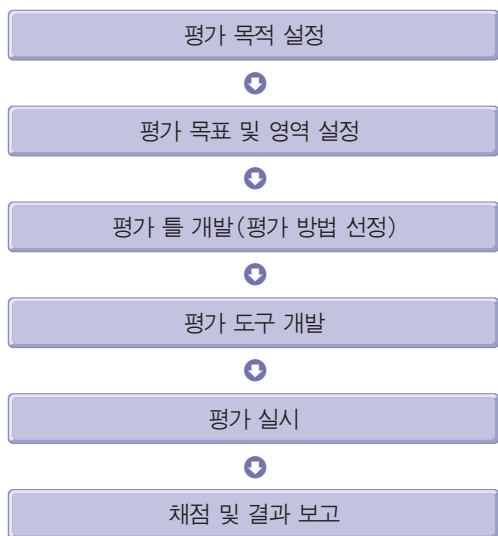 평가 목적 설정
평가 목표 및 영역 설정
평가 틀 개발(평가 방법 선정)
평가 도구 개발
평가 실시
채점 및 결과 보고